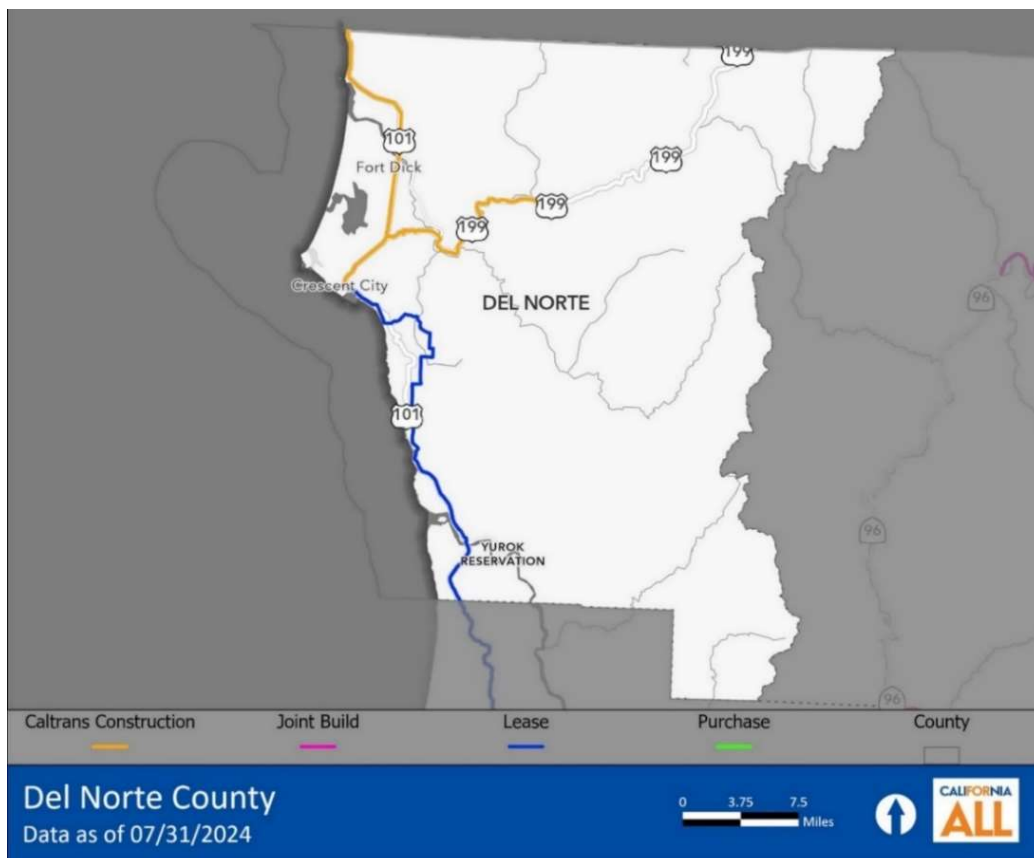 199
101
Fort Dick
199
199
199
Crescent City
DEL NORTE
96
101
96
YUROK
RESERVATION
96
Caltrans Construction
Joint Build
Lease
Purchase
County
Del Norte County
Data as of 07/31/2024
0 3.75 7.5
Miles
CALIFORNIA
ALL